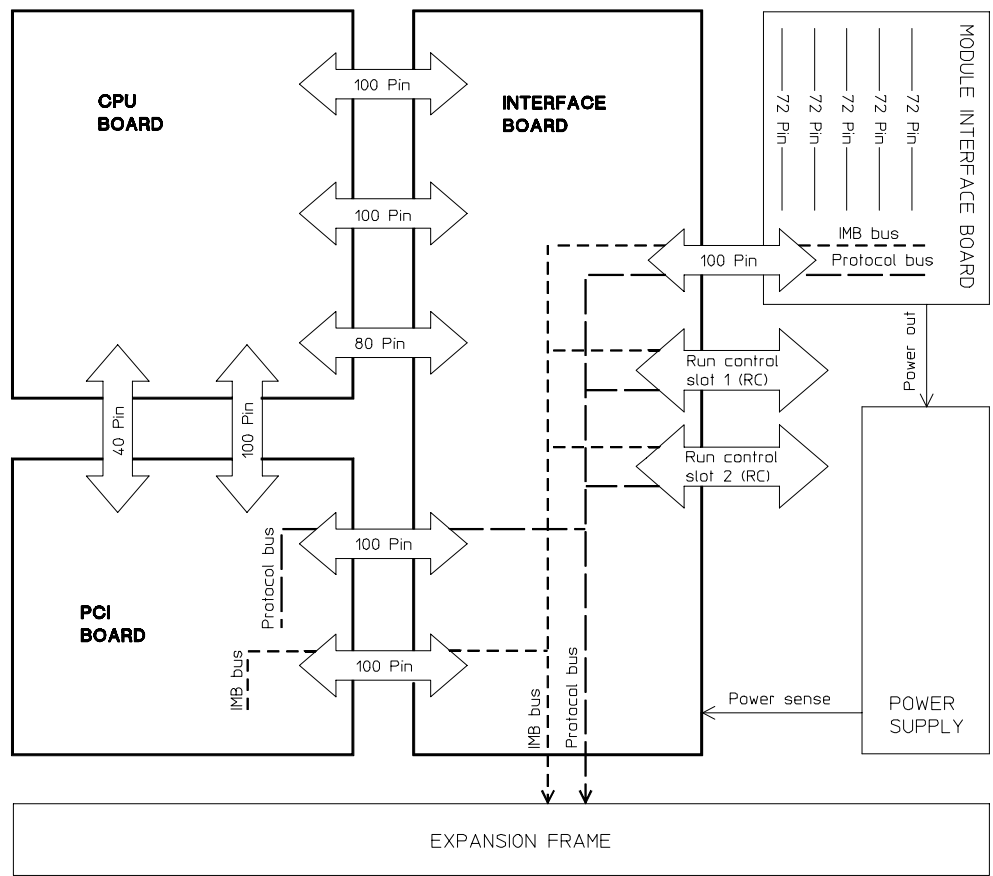 CPU
BOARD
100 Pin
100 Pin
80 Pin
INTERFACE
BOARD
MODULE INTERFACE BOARD
72 Pin
72 Pin
72 Pin
72 Pin
72 Pin
IMB bus
Protocol bus
100 Pin
Power out
Run control
slot 1 (RC)
Run control
slot 2 (RC)
40 Pin
100 Pin
PCI
BOARD
Protocol bus
100 Pin
IMB bus
100 Pin
IMB bus
Protocol bus
Power sense
POWER
SUPPLY
EXPANSION FRAME